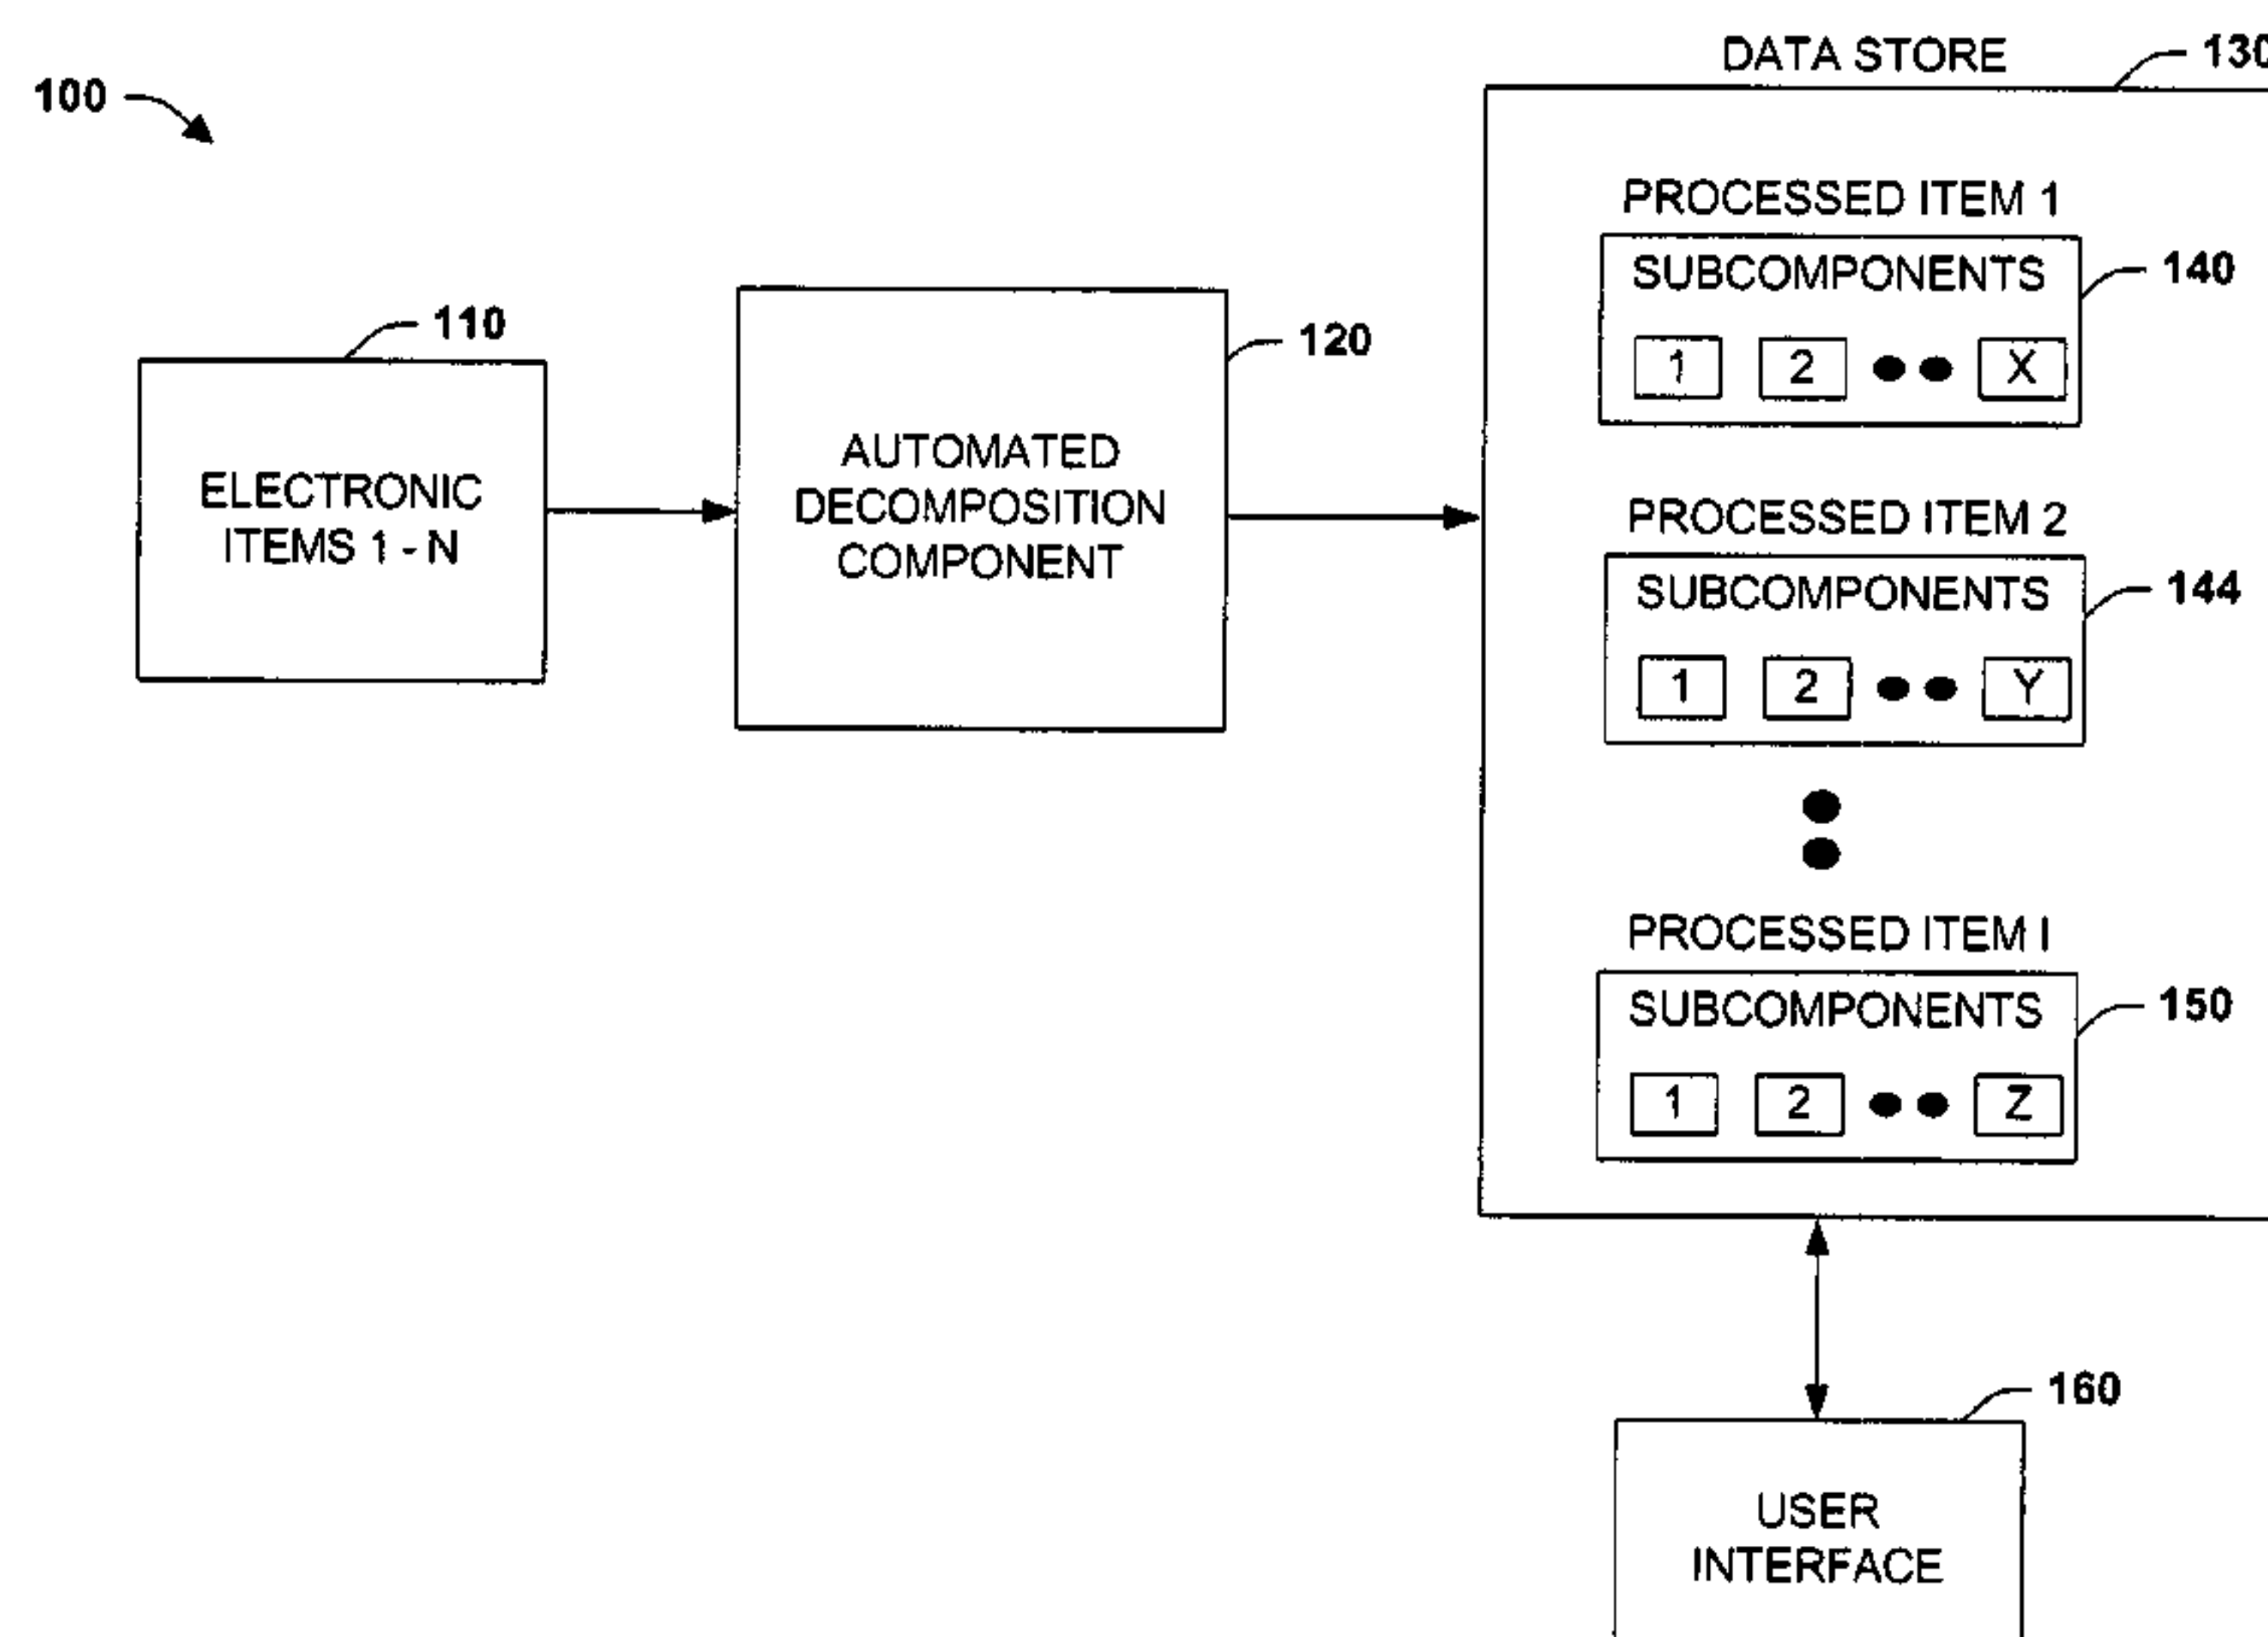 100
110
ELECTRONIC
ITEMS 1 - N
120
AUTOMATED
DECOMPOSITION
COMPONENT
DATA STORE
130
PROCESSED ITEM 1
SUBCOMPONENTS
140
1 2 X
PROCESSED ITEM 2
SUBCOMPONENTS
144
1 2 Y
PROCESSED ITEM I
SUBCOMPONENTS
150
1 2 Z
160
USER
INTERFACE